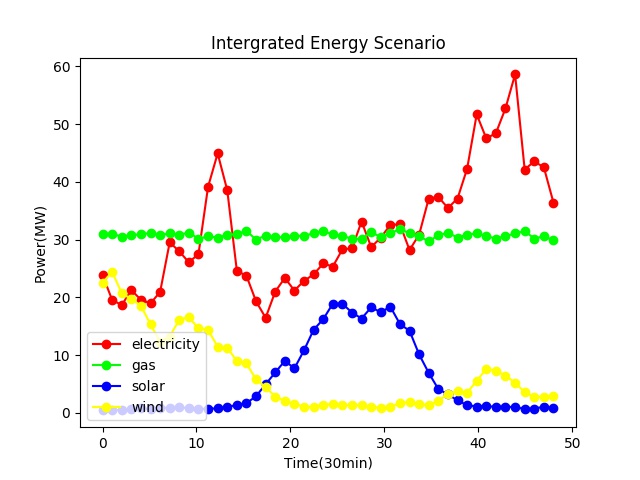 Intergrated Energy Scenario
Power(MW)
60
50
40
30
20
10
0
electricity
gas
solar
wind
0 10 20 30 40 50
Time(30min)